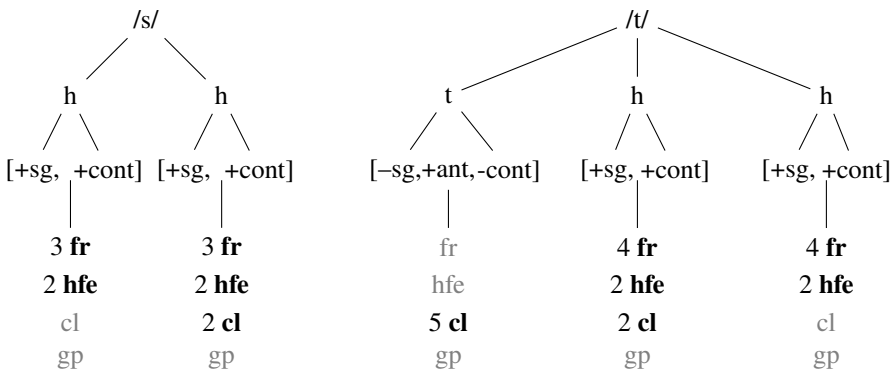 /s/ /t/
h h t h h
[+sg, +cont] [+sg, +cont] [–sg,+ant,-cont] [+sg, +cont] [+sg, +cont]
3 fr 3 fr fr 4 fr 4 fr
2 hfe 2 hfe hfe 2 hfe 2 hfe
cl 2 cl 5 cl 2 cl cl
gp gp gp gp gp